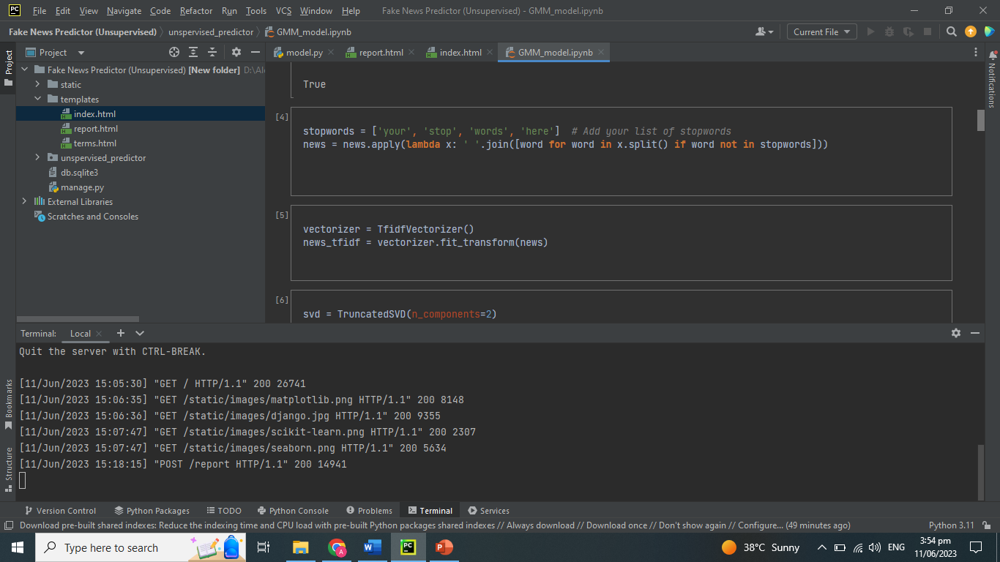 PC File Edit View Navigate Code Refactor Run Tools VCS Window Help Fake News Predictor (Unsupervised) - GMM_model.ipynb
Fake News Predictor (Unsupervised) unspervised_predictor GMM_model.ipynb Current File
Project
Project
model.py report.html index.html GMM_model.ipynb
Notifications
Fake News Predictor (Unsupervised) [New folder] D:\Al
static
templates
index.html
report.html
terms.html
unspervised_predictor
db.sqlite3
manage.py
External Libraries
Scratches and Consoles
True
[4]
stopwords = ['your', 'stop', 'words', 'here']  # Add your list of stopwords
news = news.apply(lambda x: ' '.join([word for word in x.split() if word not in stopwords]))
[5]
vectorizer = TfidfVectorizer()
news_tfidf = vectorizer.fit_transform(news)
[6]
svd = TruncatedSVD(n_components=2)
Terminal: Local
Quit the server with CTRL-BREAK.
[11/Jun/2023 15:05:30] "GET / HTTP/1.1" 200 26741
[11/Jun/2023 15:06:35] "GET /static/images/matplotlib.png HTTP/1.1" 200 8148
[11/Jun/2023 15:06:36] "GET /static/images/django.jpg HTTP/1.1" 200 9355
[11/Jun/2023 15:07:47] "GET /static/images/scikit-learn.png HTTP/1.1" 200 2307
[11/Jun/2023 15:07:47] "GET /static/images/seaborn.png HTTP/1.1" 200 5634
[11/Jun/2023 15:18:15] "POST /report HTTP/1.1" 200 14941
Bookmarks
Structure
Version Control Python Packages TODO Python Console Problems Terminal Services
Download pre-built shared indexes: Reduce the indexing time and CPU load with pre-built Python packages shared indexes // Always download // Download once // Don't show again // Configure... (49 minutes ago) Python 3.11
Type here to search 38°C Sunny ENG 3:54 pm
11/06/2023